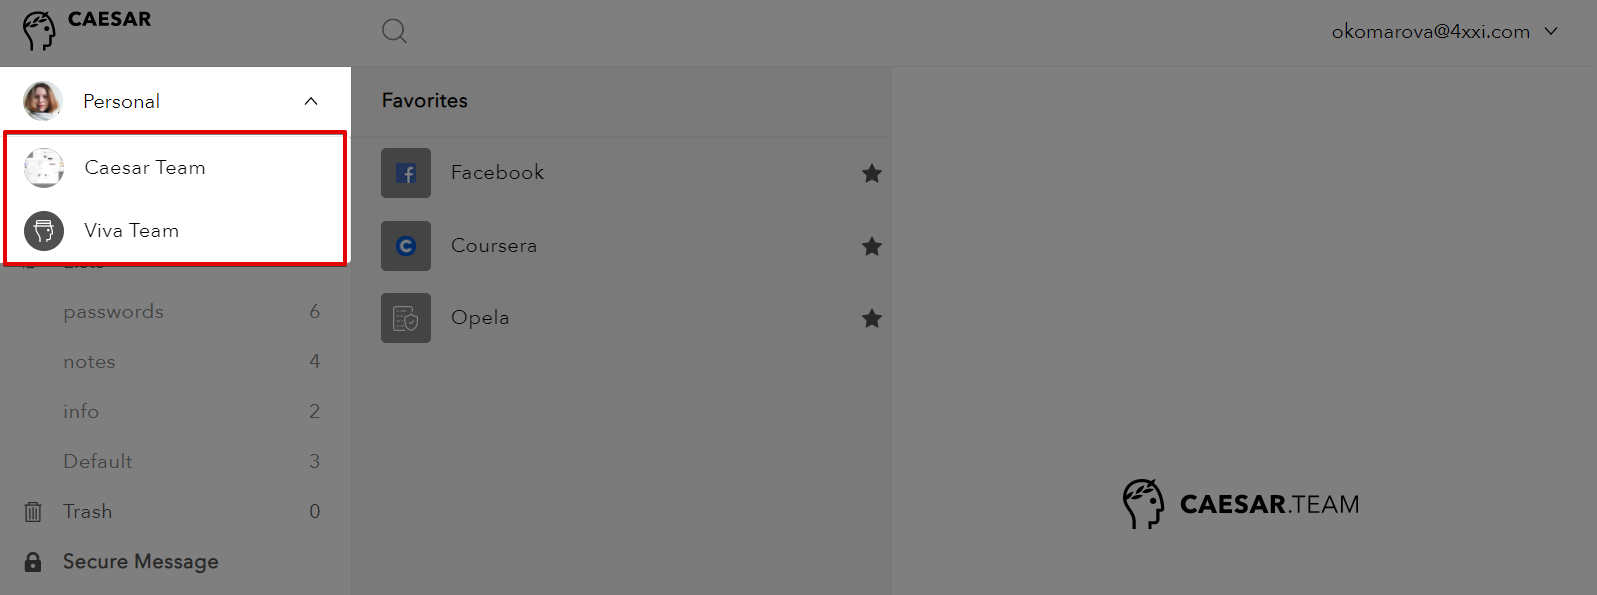 CAESAR
okomarova@4xxi.com
Personal
Caesar Team
Viva Team
Lists
passwords 6
notes 4
info 2
Default 3
Trash 0
Secure Message
Favorites
Facebook
Coursera
Opela
CAESAR.TEAM